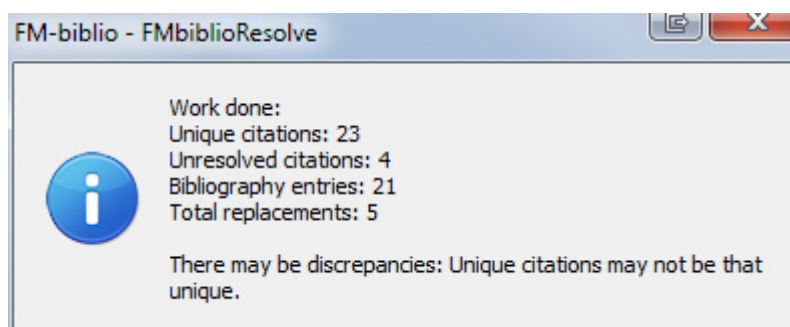 FM-biblio - FMbiblioResolve
Work done:
Unique citations: 23
Unresolved citations: 4
Bibliography entries: 21
Total replacements: 5
There may be discrepancies: Unique citations may not be that
unique.